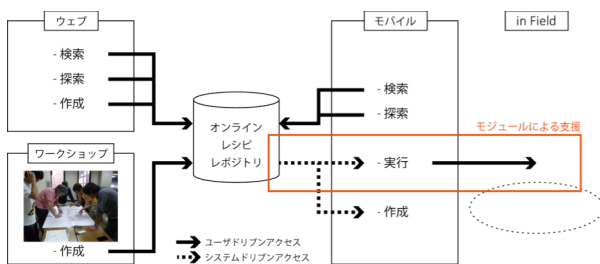 ウェブ
- 検索
- 探索
- 作成
ワークショップ
- 作成
オンライン
レシピ
レポジトリ
モバイル
- 検索
- 探索
- 実行
- 作成
in Field
モジュールによる支援
ユーザドリブンアクセス
システムドリブンアクセス